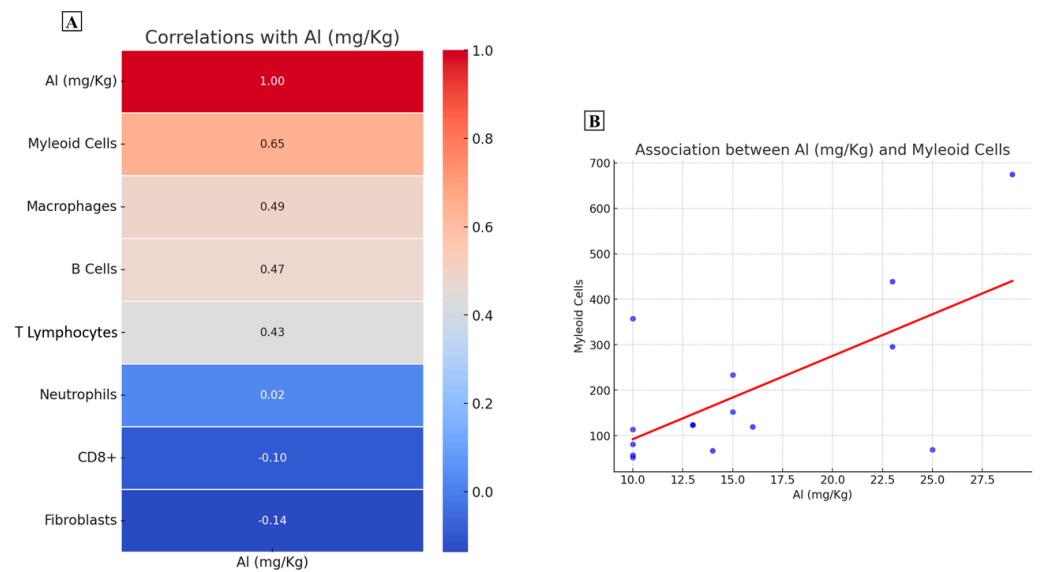 A
Correlations with Al (mg/Kg)
Al (mg/Kg)
1.00
Myleoid Cells
0.65
Macrophages
0.49
B Cells
0.47
T Lymphocytes
0.43
Neutrophils
0.02
CD8+
-0.10
Fibroblasts
-0.14
Al (mg/Kg)
1.0
0.8
0.6
0.4
0.2
0.0
B
Association between Al (mg/Kg) and Myleoid Cells
Myleoid Cells
700
600
500
400
300
200
100
10.0 12.5 15.0 17.5 20.0 22.5 25.0 27.5
Al (mg/Kg)